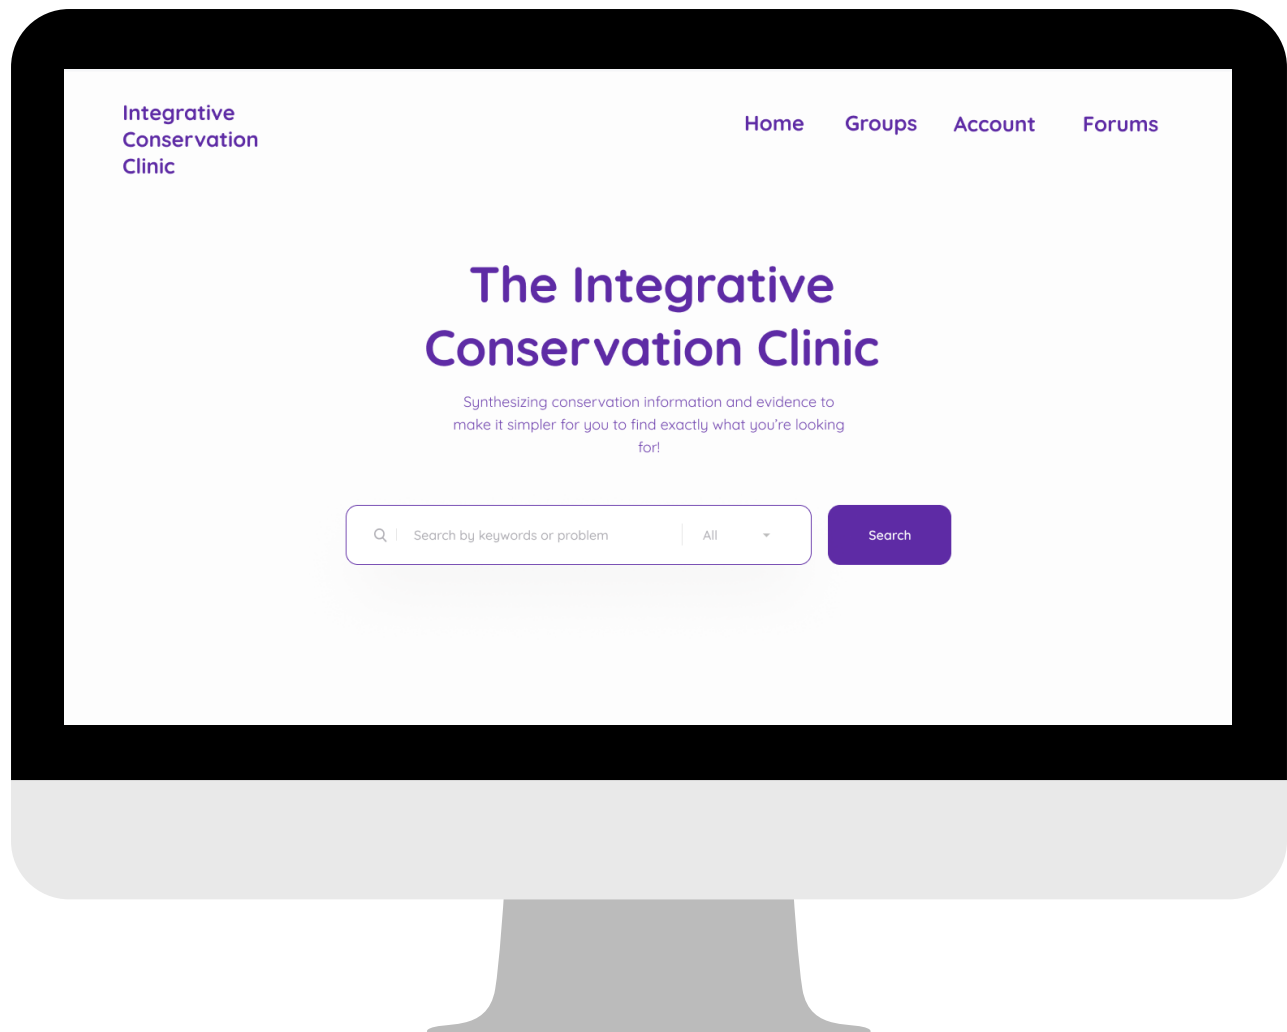 Integrative
Conservation
Clinic
Home Groups Account Forums
The Integrative
Conservation Clinic
Synthesizing conservation information and evidence to
make it simpler for you to find exactly what you're looking
for!
Search by keywords or problem All Search